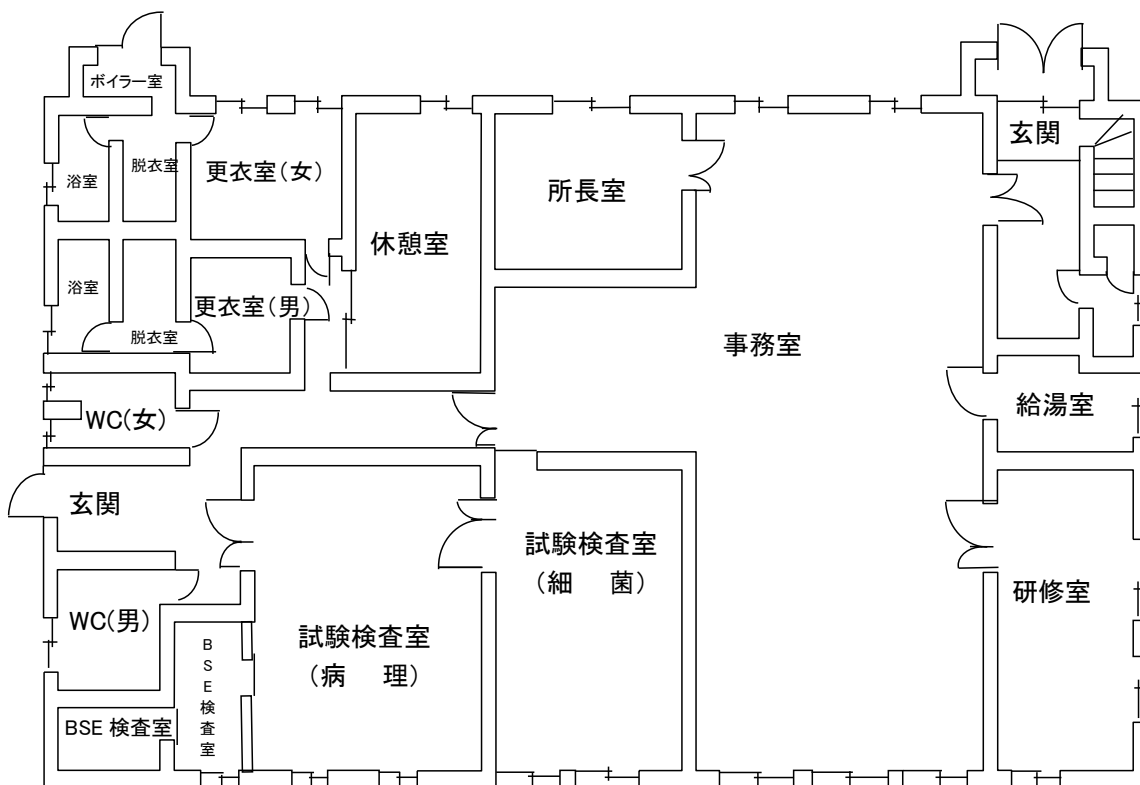 ボイラー室
玄関
脱衣室
更衣室(女)
浴室
所長室
休憩室
浴室
更衣室(男)
脱衣室
事務室
WC(女)
給湯室
玄関
試験検査室
(細　菌)
研修室
WC(男)
試験検査室
(病　理)
BSE検査室
BSE 検査室